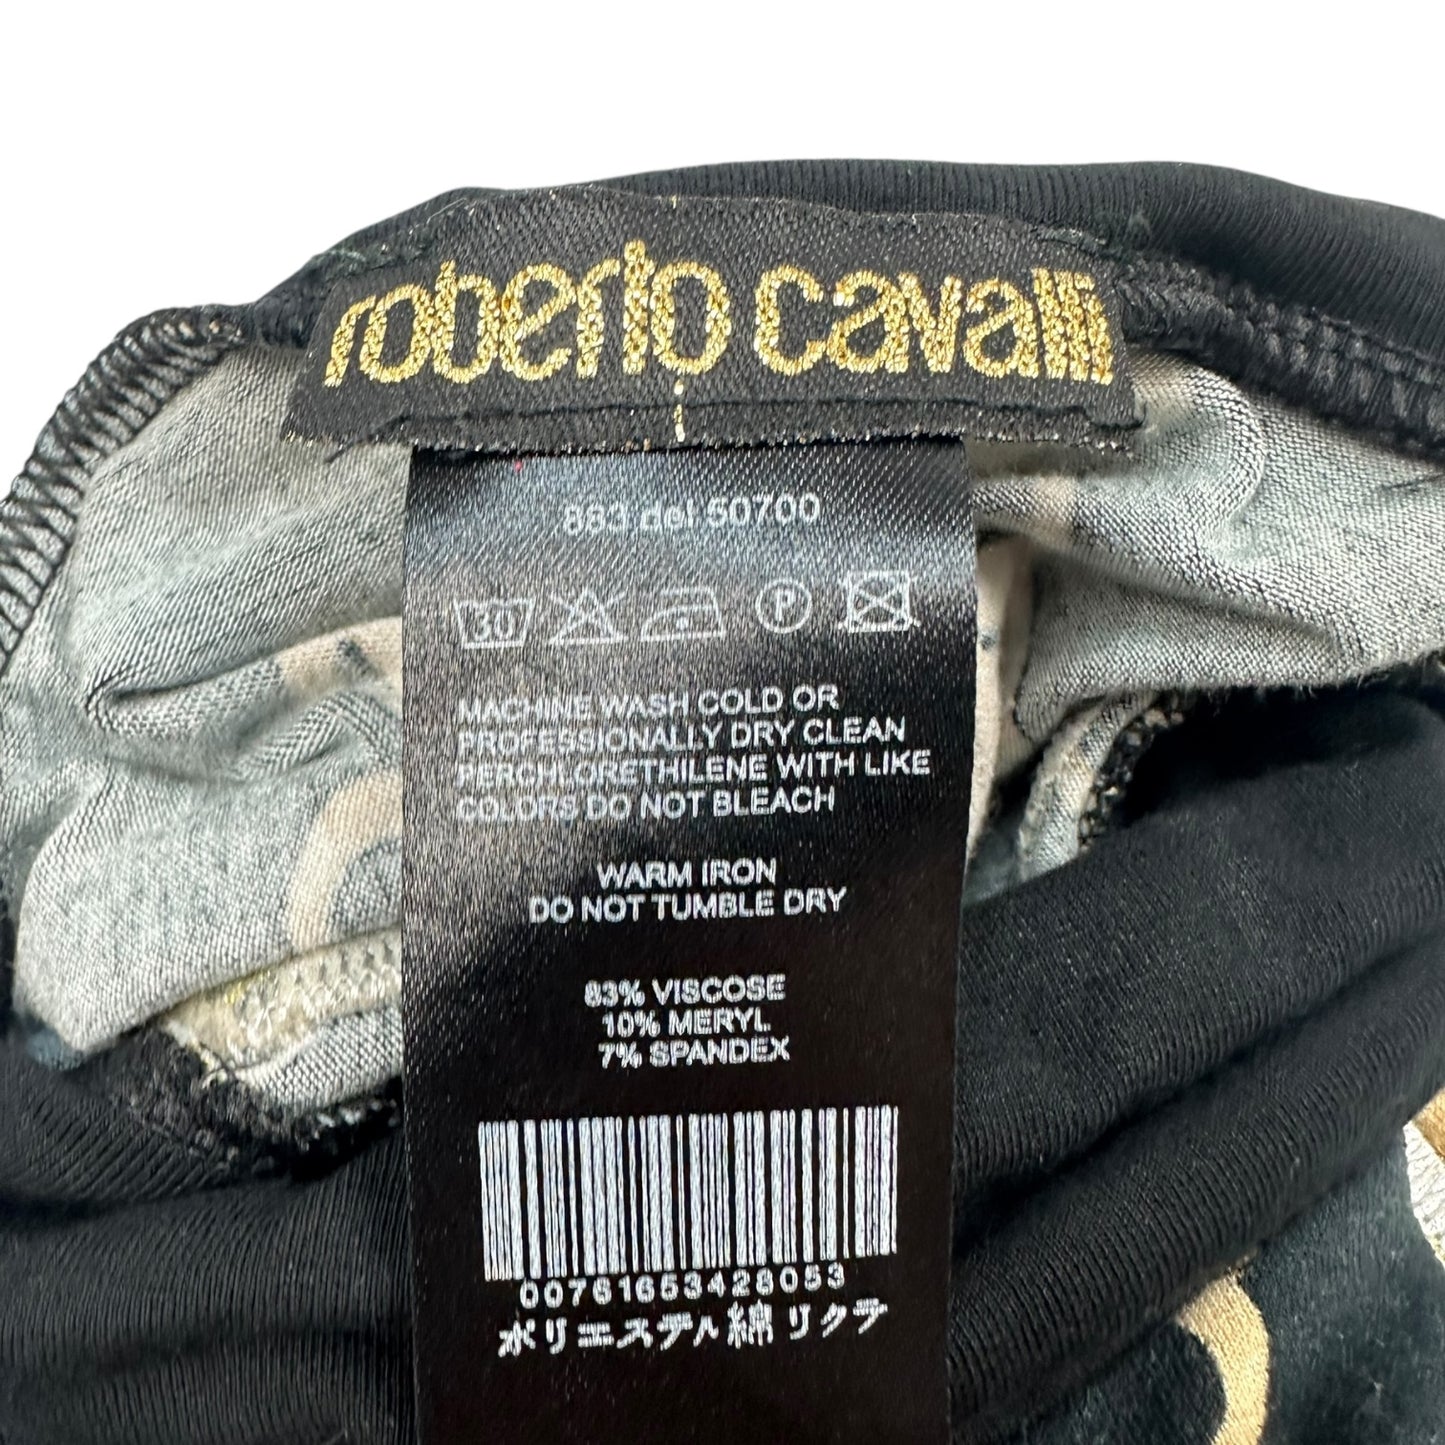 roberto cavalli
883 del 50700
30 P
MACHINE WASH COLD OR
PROFESSIONALLY DRY CLEAN
PERCHLORETHILENE WITH LIKE
COLORS DO NOT BLEACH
WARM IRON
DO NOT TUMBLE DRY
83% VISCOSE
10% MERYL
7% SPANDEX
00761653428053
ポリエステル 綿 リクテ